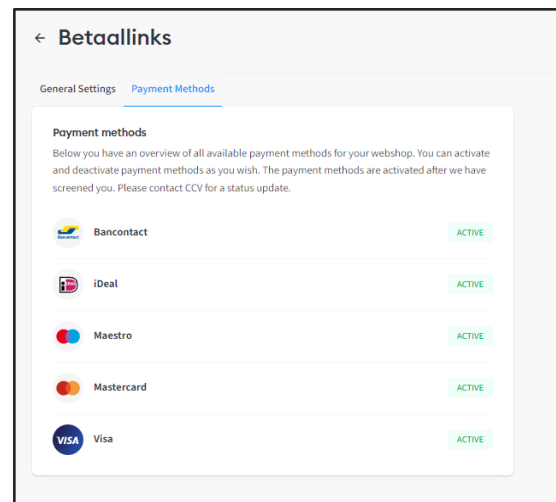 ← Betaallinks
General Settings Payment Methods
Payment methods
Below you have an overview of all available payment methods for your webshop. You can activate
and deactivate payment methods as you wish. The payment methods are activated after we have
screened you. Please contact CCV for a status update.
Bancontact Bancontact ACTIVE
iD iDeal ACTIVE
Maestro ACTIVE
Mastercard ACTIVE
VISA Visa ACTIVE